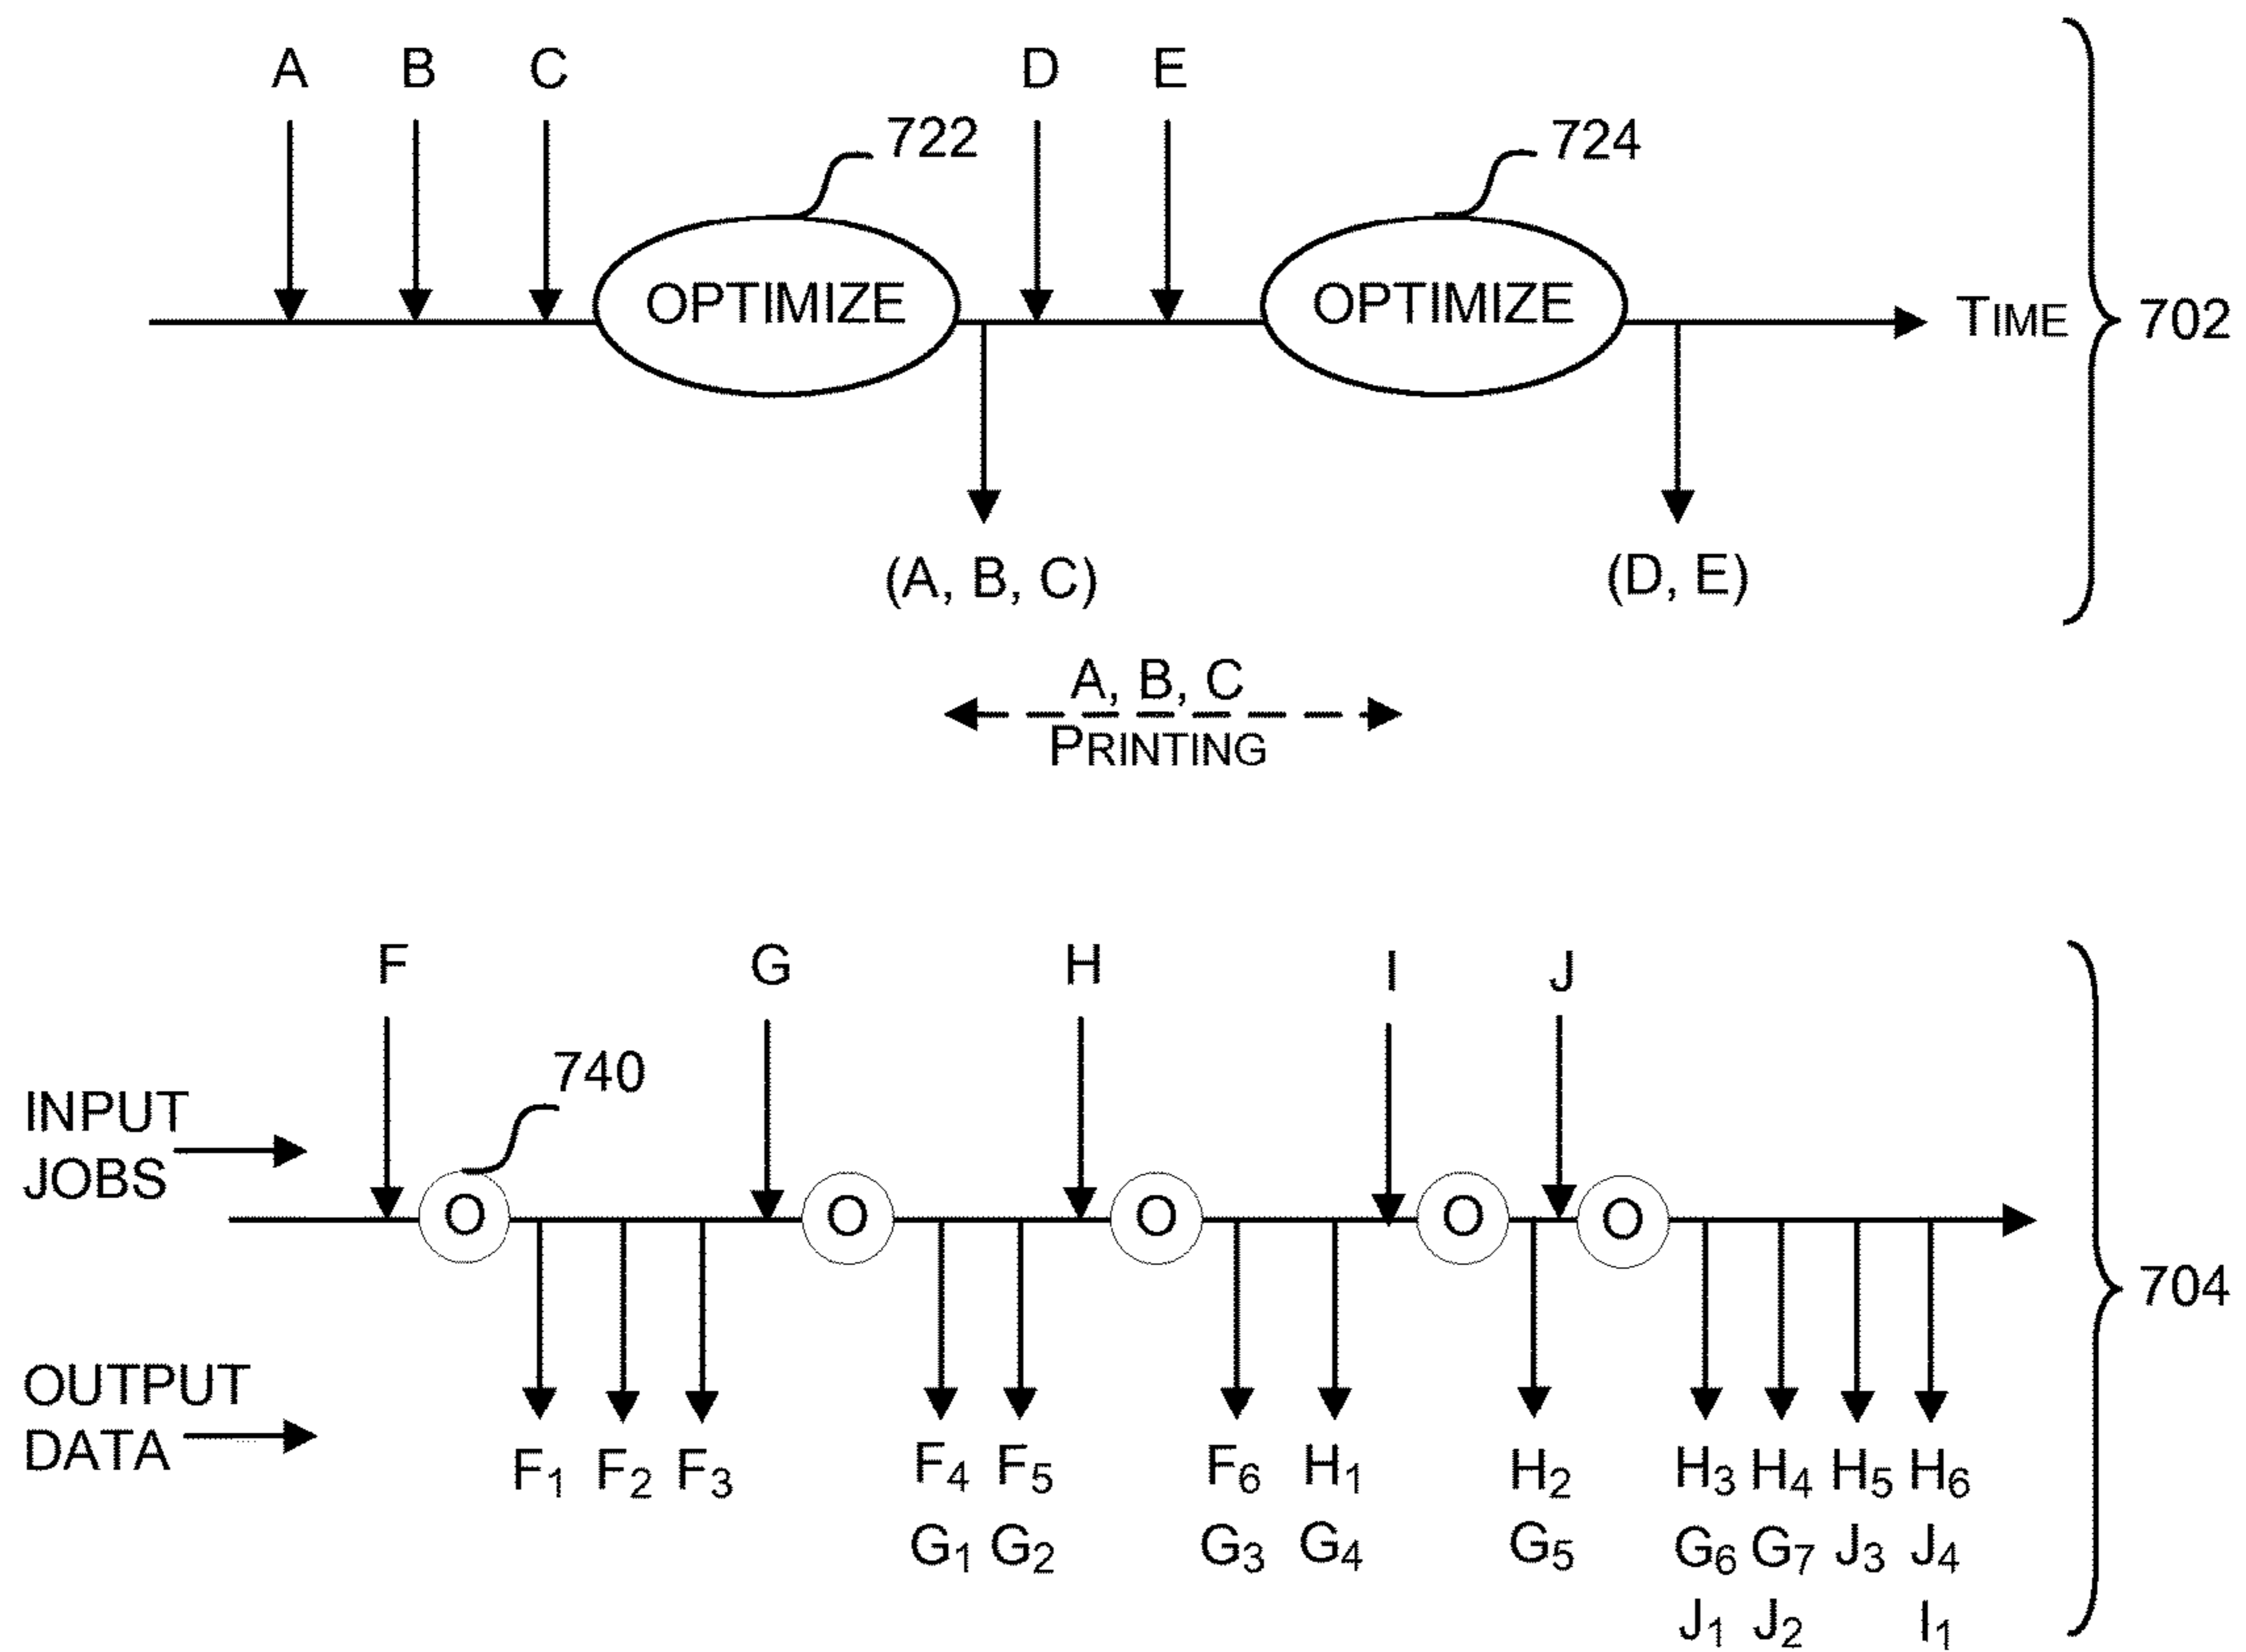 A B C D E
722 724
OPTIMIZE OPTIMIZE TIME 702
(A, B, C) (D, E)
A, B, C
PRINTING
F G H I J
740
INPUT
JOBS
O O O O O
704
OUTPUT
DATA
F1 F2 F3 F4 F5 F6 H1 H2 H3 H4 H5 H6
G1 G2 G3 G4 G5 G6 G7 J3 J4
J1 J2 I1